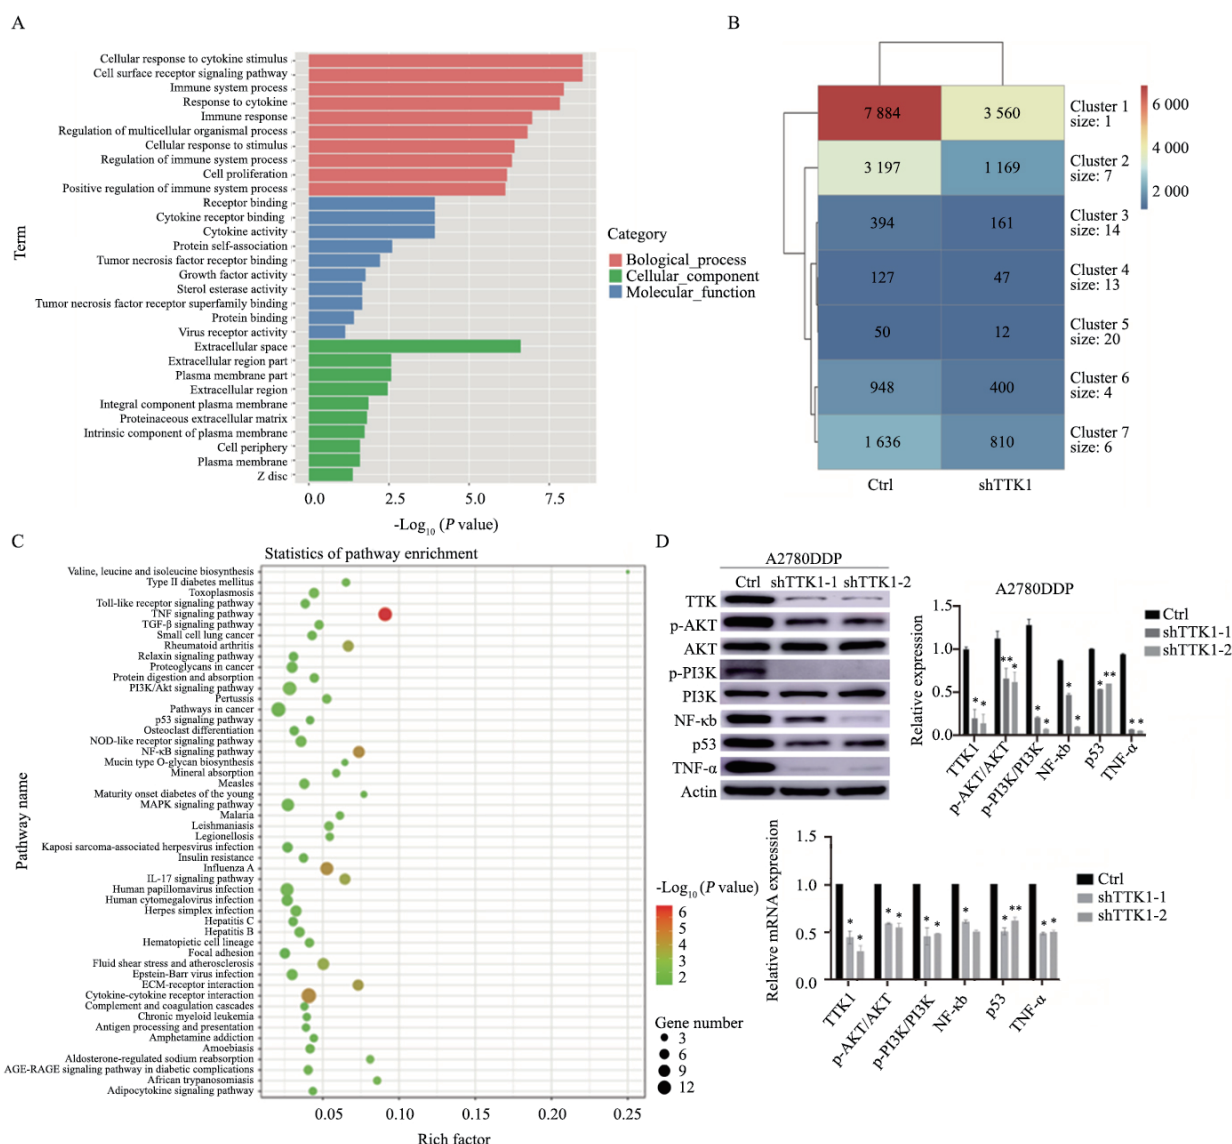 A
Cellular response to cytokine stimulus
Cell surface receptor signaling pathway
Immune system process
Response to cytokine
Immune response
Regulation of multicellular organismal process
Cellular response to stimulus
Regulation of immune system process
Cell proliferation
Positive regulation of immune system process
Receptor binding
Cytokine receptor binding
Cytokine activity
Protein self-association
Tumor necrosis factor receptor binding
Growth factor activity
Sterol esterase activity
Tumor necrosis factor receptor superfamily binding
Protein binding
Virus receptor activity
Extracellular space
Extracellular region part
Plasma membrane part
Extracellular region
Integral component plasma membrane
Proteinaceous extracellular matrix
Intrinsic component of plasma membrane
Cell periphery
Plasma membrane
Z disc
Term
0.0 2.5 5.0 7.5
-Log10 (P value)
Category
Biological_process
Cellular_component
Molecular_function
B
7 884 3 560 Cluster 1 size: 1
3 197 1 169 Cluster 2 size: 7
394 161 Cluster 3 size: 14
127 47 Cluster 4 size: 13
50 12 Cluster 5 size: 20
948 400 Cluster 6 size: 4
1 636 810 Cluster 7 size: 6
Ctrl shTTK1
6 000
4 000
2 000
C
Statistics of pathway enrichment
Valine, leucine and isoleucine biosynthesis
Type II diabetes mellitus
Toxoplasmosis
Toll-like receptor signaling pathway
TNF signaling pathway
TGF-β signaling pathway
Small cell lung cancer
Rheumatoid arthritis
Relaxin signaling pathway
Proteoglycans in cancer
Protein digestion and absorption
PI3K/Akt signaling pathway
Pertussis
Pathways in cancer
p53 signaling pathway
Osteoclast differentiation
NOD-like receptor signaling pathway
NF-κB signaling pathway
Mucin type O-glycan biosynthesis
Mineral absorption
Measles
Maturity onset diabetes of the young
MAPK signaling pathway
Malaria
Leishmaniasis
Legionellosis
Kaposi sarcoma-associated herpesvirus infection
Insulin resistance
Influenza A
IL-17 signaling pathway
Human papillomavirus infection
Human cytomegalovirus infection
Herpes simplex infection
Hepatitis C
Hepatitis B
Hematopietic cell lineage
Focal adhesion
Fluid shear stress and atherosclerosis
Epstein-Barr virus infection
ECM-receptor interaction
Cytokine-cytokine receptor interaction
Complement and coagulation cascades
Chronic myeloid leukemia
Antigen processing and presentation
Amphetamine addiction
Amoebiasis
Aldosterone-regulated sodium reabsorption
AGE-RAGE signaling pathway in diabetic complications
African trypanosomiasis
Adipocytokine signaling pathway
Pathway name
0.05 0.10 0.15 0.20 0.25
Rich factor
-Log10 (P value)
6
5
4
3
2
Gene number
3
6
9
12
D
A2780DDP
Ctrl shTTK1-1 shTTK1-2
TTK
p-AKT
AKT
p-PI3K
PI3K
NF-κb
p53
TNF-α
Actin
A2780DDP
Relative expression
1.5
1.0
0.5
0.0
* * ** * * * * * * ** * *
TTK1 p-AKT/AKT p-PI3K/PI3K NF-κb p53 TNF-α
Ctrl
shTTK1-1
shTTK1-2
Relative mRNA expression
1.5
1.0
0.5
0.0
* * * * * * * * ** * *
TTK1 p-AKT/AKT p-PI3K/PI3K NF-κb p53 TNF-α
Ctrl
shTTK1-1
shTTK1-2